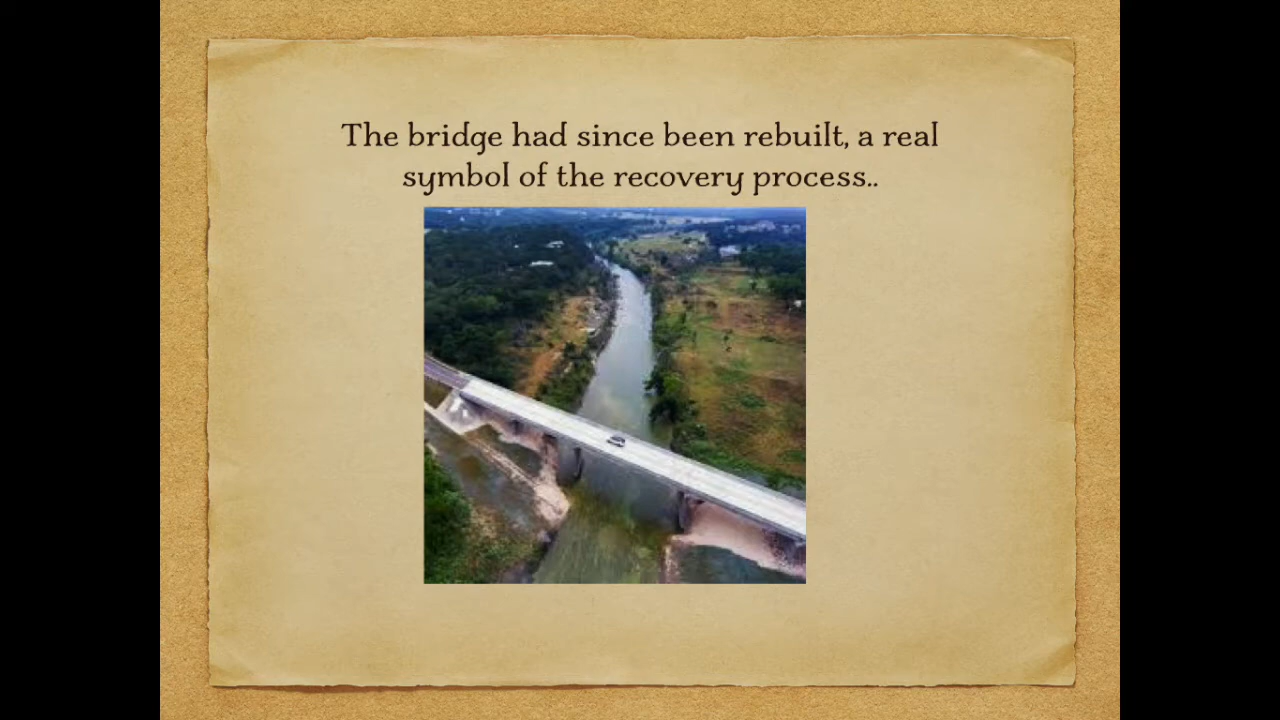 The bridge had since been rebuilt, a real
symbol of the recovery process..